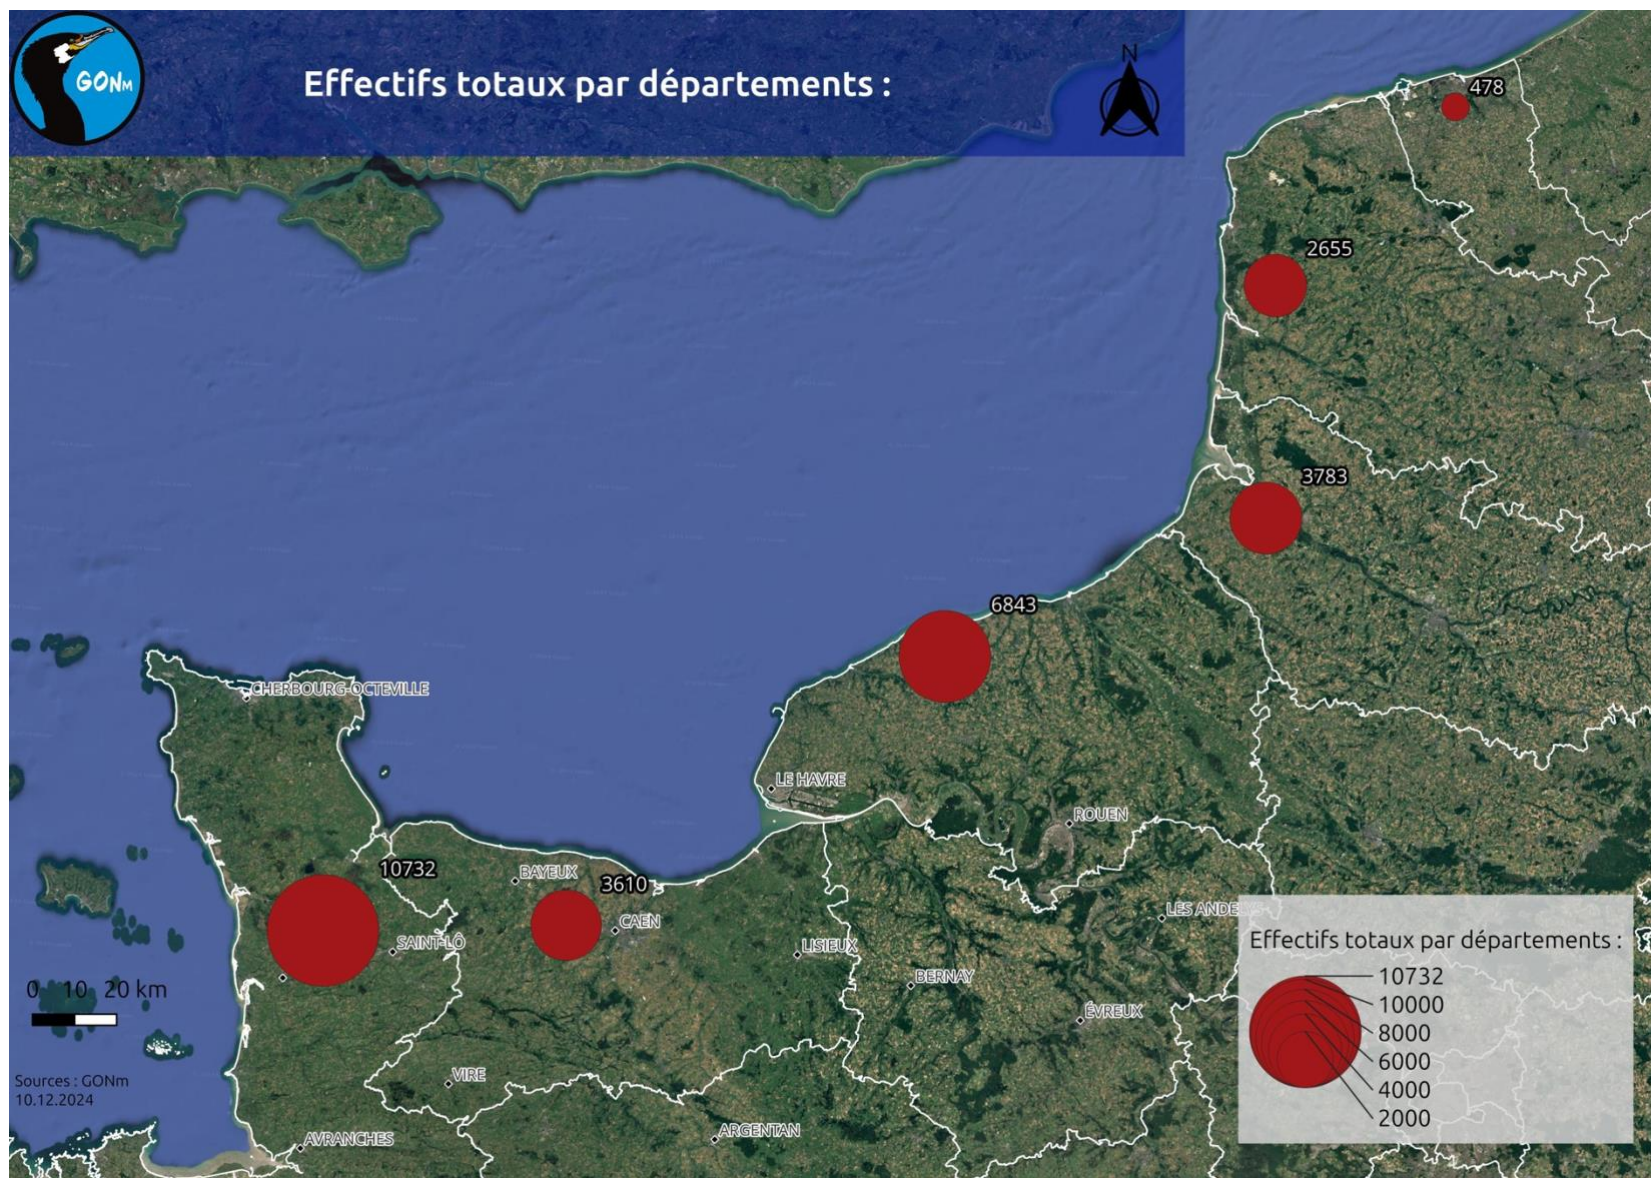 GONm
Effectifs totaux par départements :
N
478
2655
3783
6843
CHERBOURG-OCTEVILLE
LE HAVRE
ROUEN
10732
BAYEUX
3610
CAEN
SAINT-LÔ
LISIEUX
LES ANDELYS
BERNAY
ÉVREUX
VIRE
ARGENTAN
AVRANCHES
0 10 20 km
Sources : GONm
10.12.2024
Effectifs totaux par départements :
10732
10000
8000
6000
4000
2000